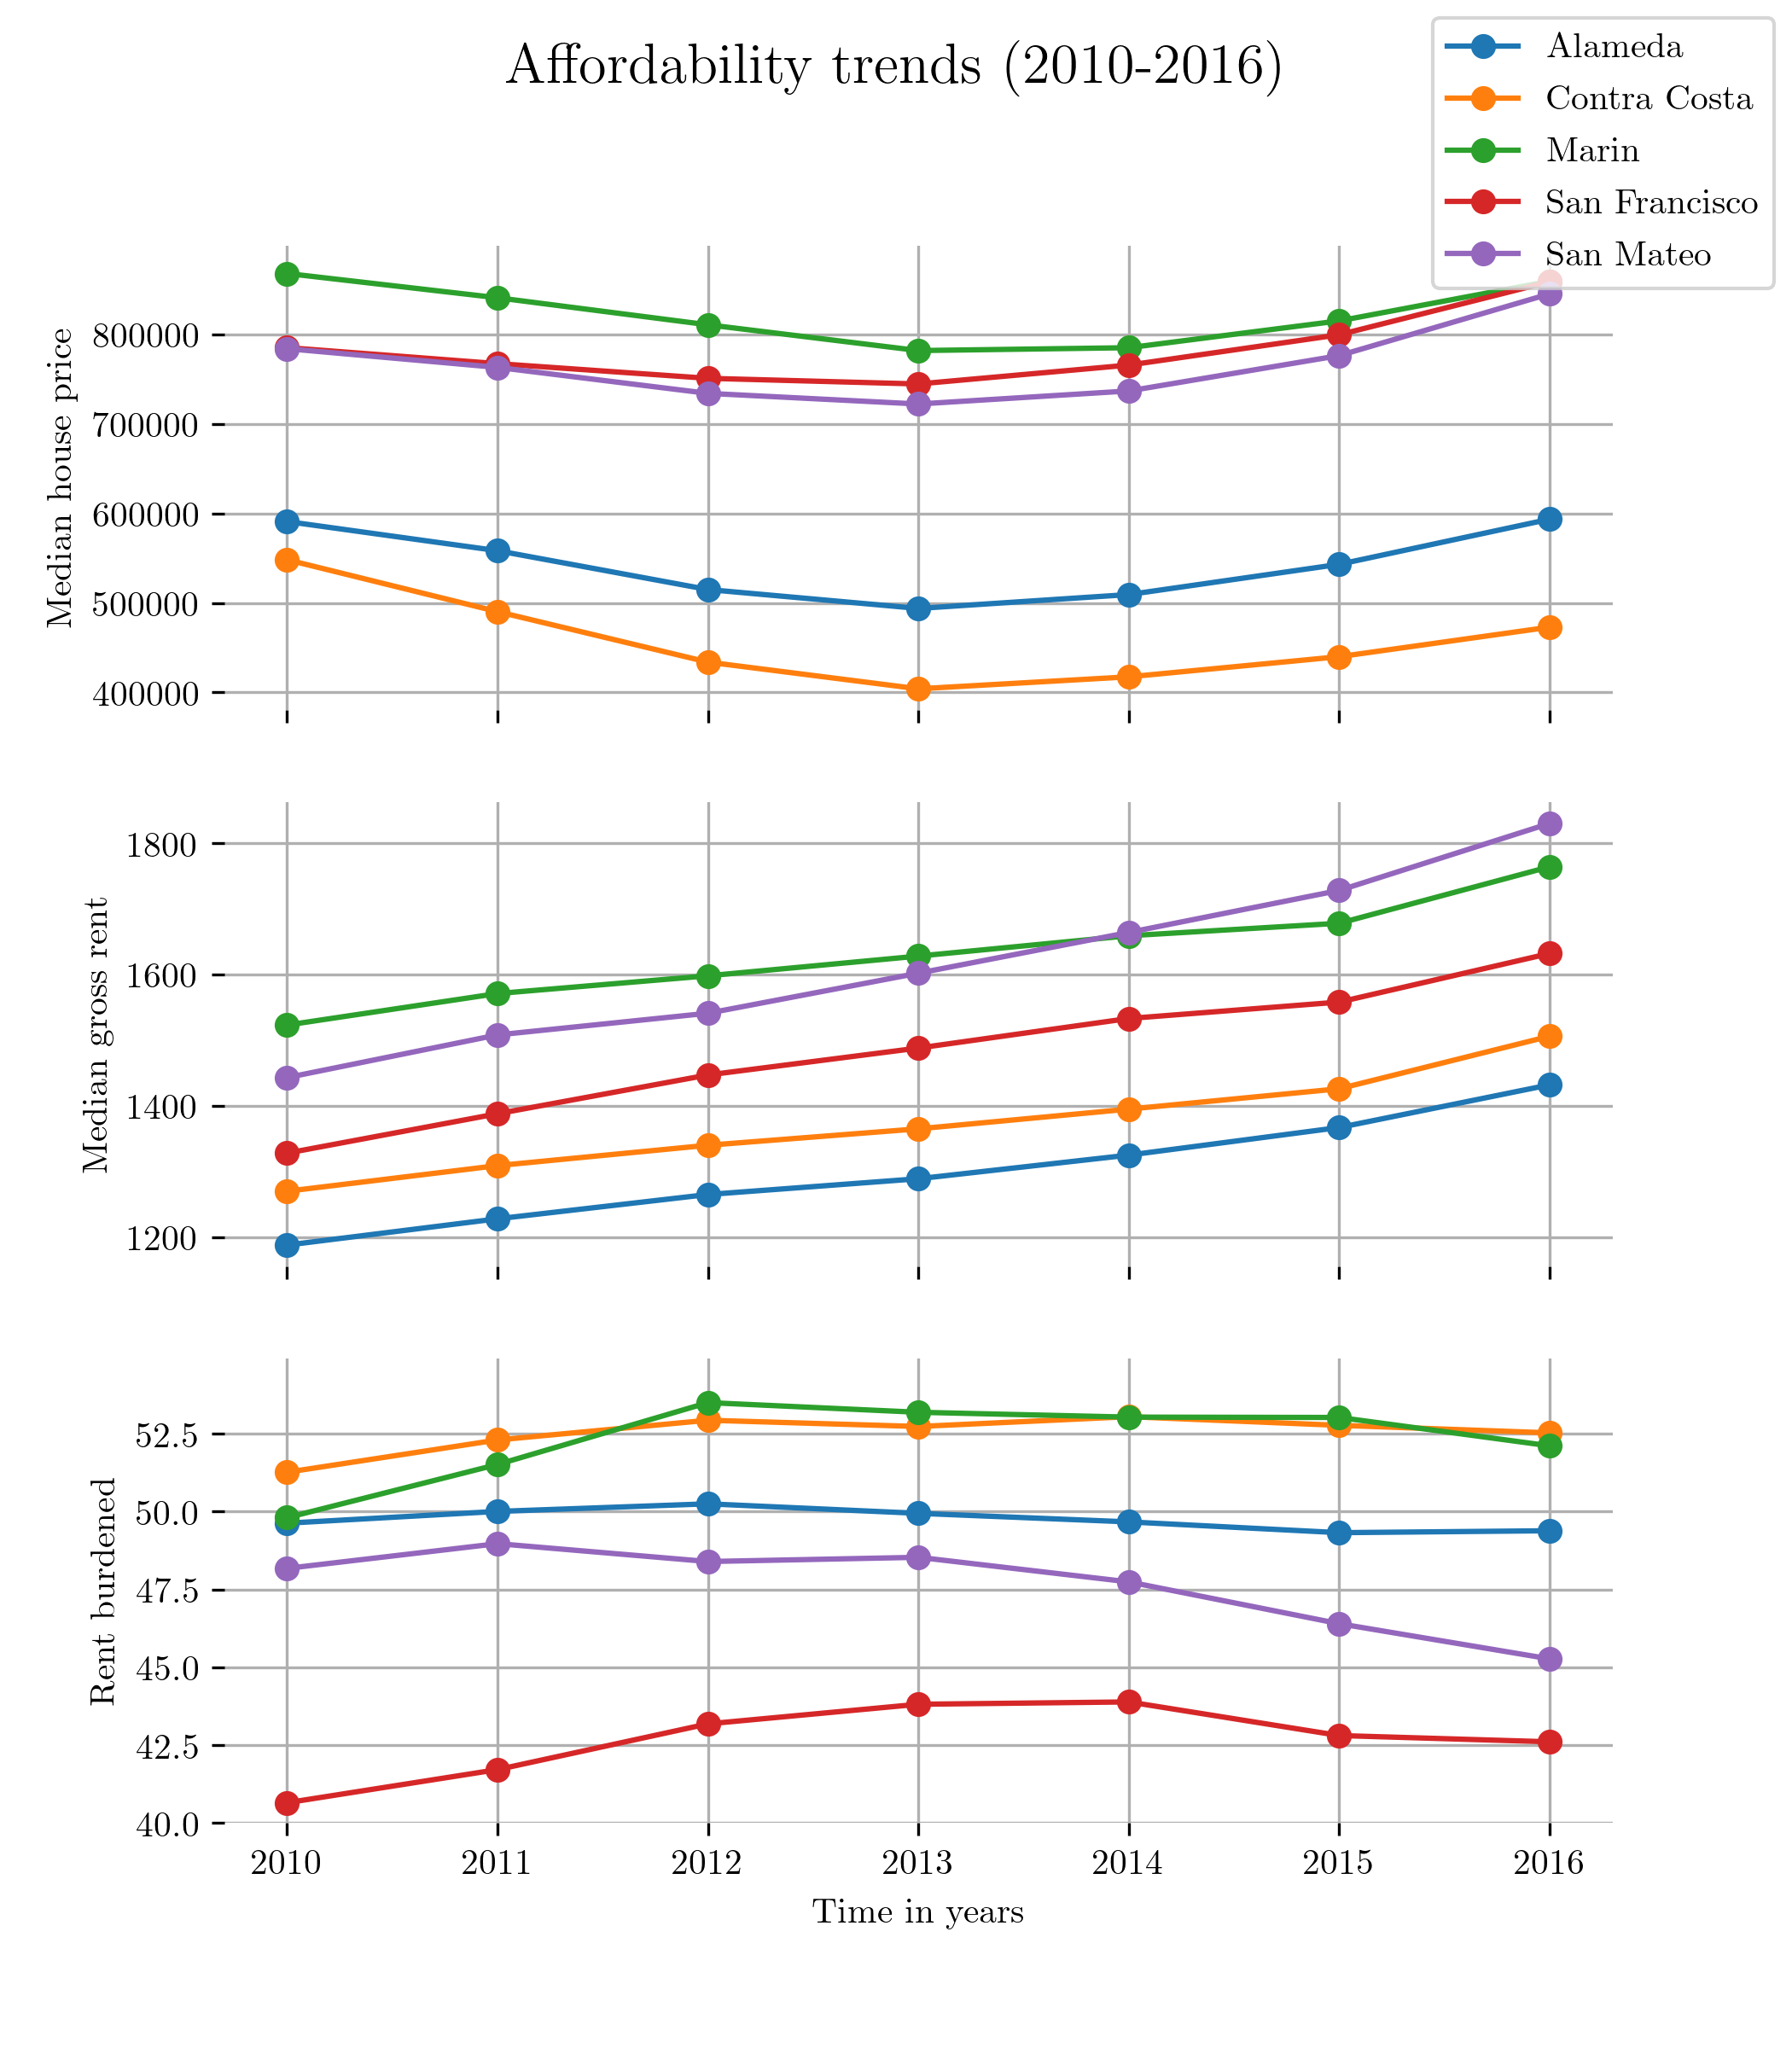 Affordability trends (2010-2016)
Alameda
Contra Costa
Marin
San Francisco
San Mateo
Median house price
800000
700000
600000
500000
400000
Median gross rent
1800
1600
1400
1200
Rent burdened
52.5
50.0
47.5
45.0
42.5
40.0
2010 2011 2012 2013 2014 2015 2016
Time in years